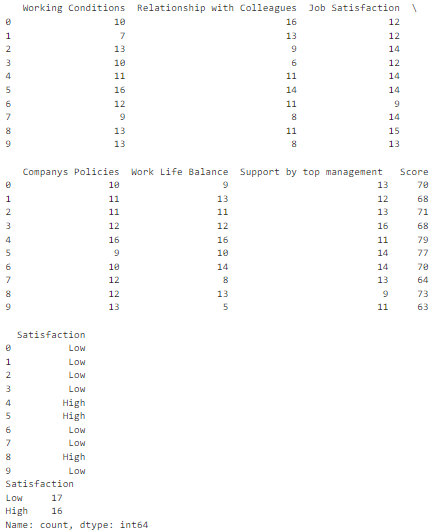 Working Conditions  Relationship with Colleagues  Job Satisfaction  \
0                  10                            16                12
1                   7                            13                12
2                  13                             9                14
3                  10                             6                12
4                  11                            11                14
5                  16                            14                14
6                  12                            11                 9
7                   9                             8                14
8                  13                            11                15
9                  13                             8                13
Companys Policies  Work Life Balance  Support by top management   Score
0                 10                  9                         13     70
1                 11                 13                         12     68
2                 11                 11                         13     71
3                 12                 12                         16     68
4                 16                 16                         11     79
5                  9                 10                         14     77
6                 10                 14                         14     70
7                 12                  8                         13     64
8                 12                 13                          9     73
9                 13                  5                         11     63
Satisfaction
0          Low
1          Low
2          Low
3          Low
4         High
5         High
6          Low
7          Low
8         High
9          Low
Satisfaction
Low     17
High    16
Name: count, dtype: int64